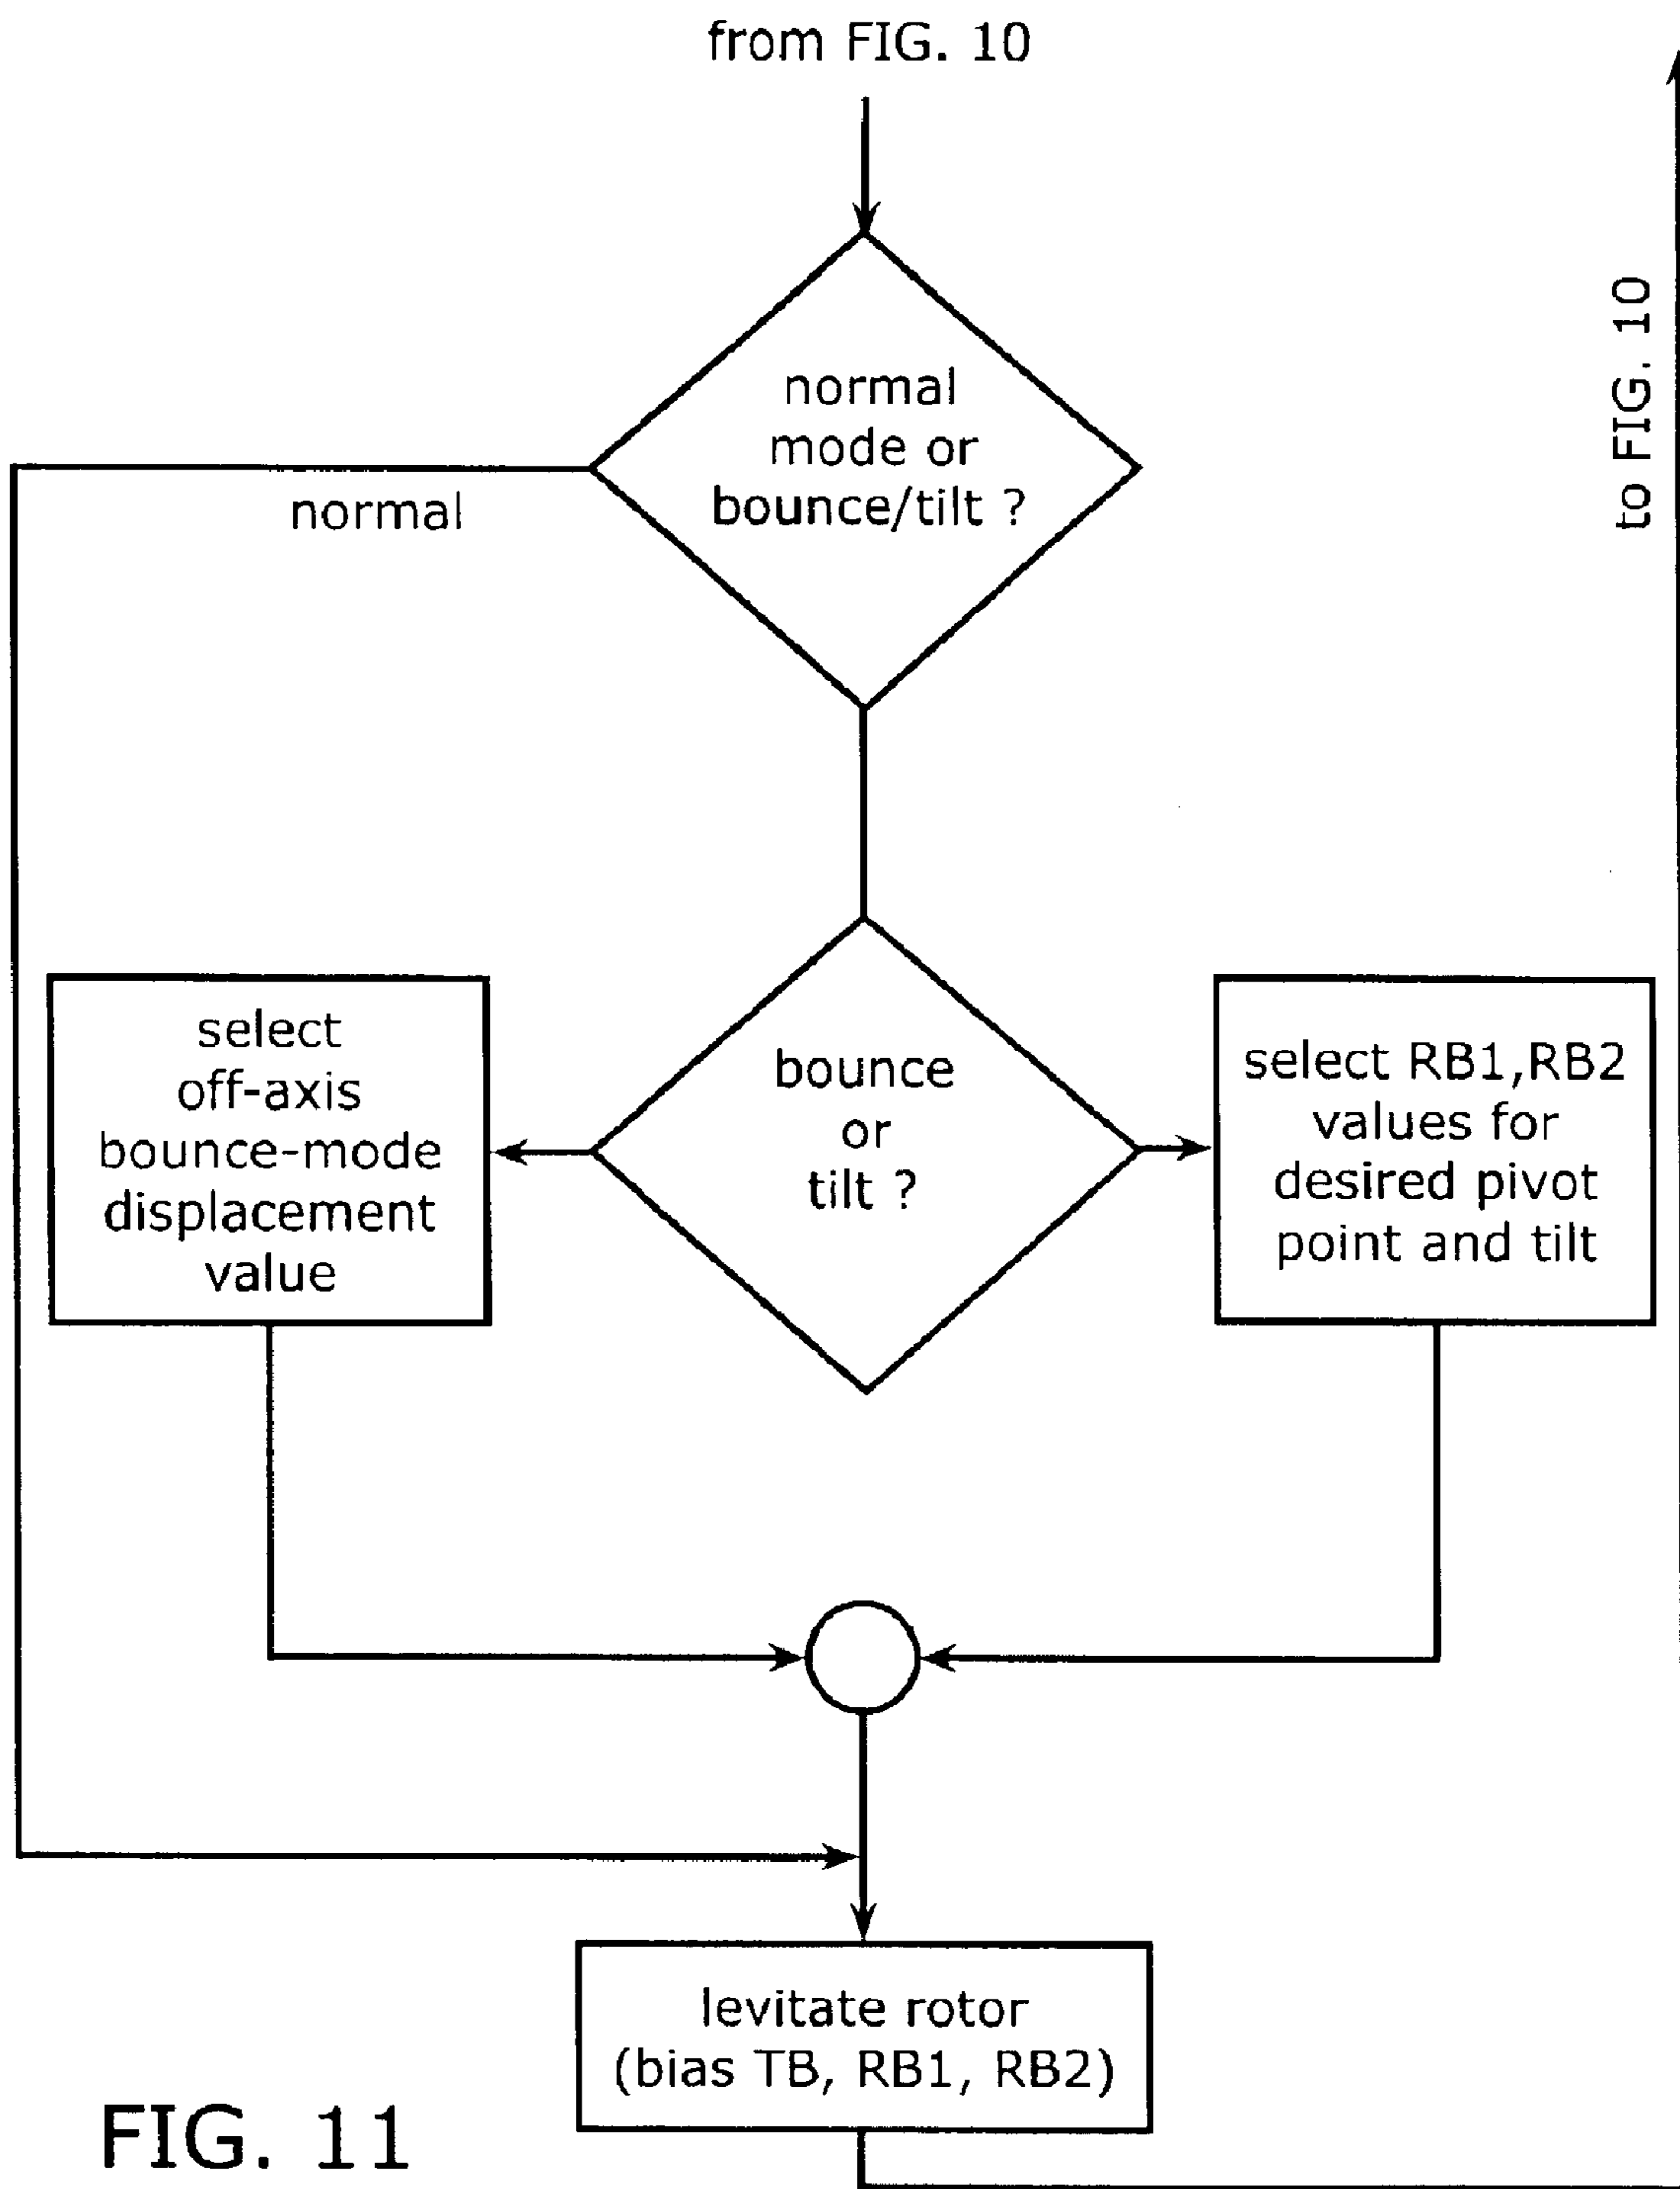 from FIG. 10
to FIG. 10
normal
mode or
bounce/tilt ?
normal
select
off-axis
bounce-mode
displacement
value
bounce
or
tilt ?
select RB1,RB2
values for
desired pivot
point and tilt
levitate rotor
(bias TB, RB1, RB2)
FIG. 11